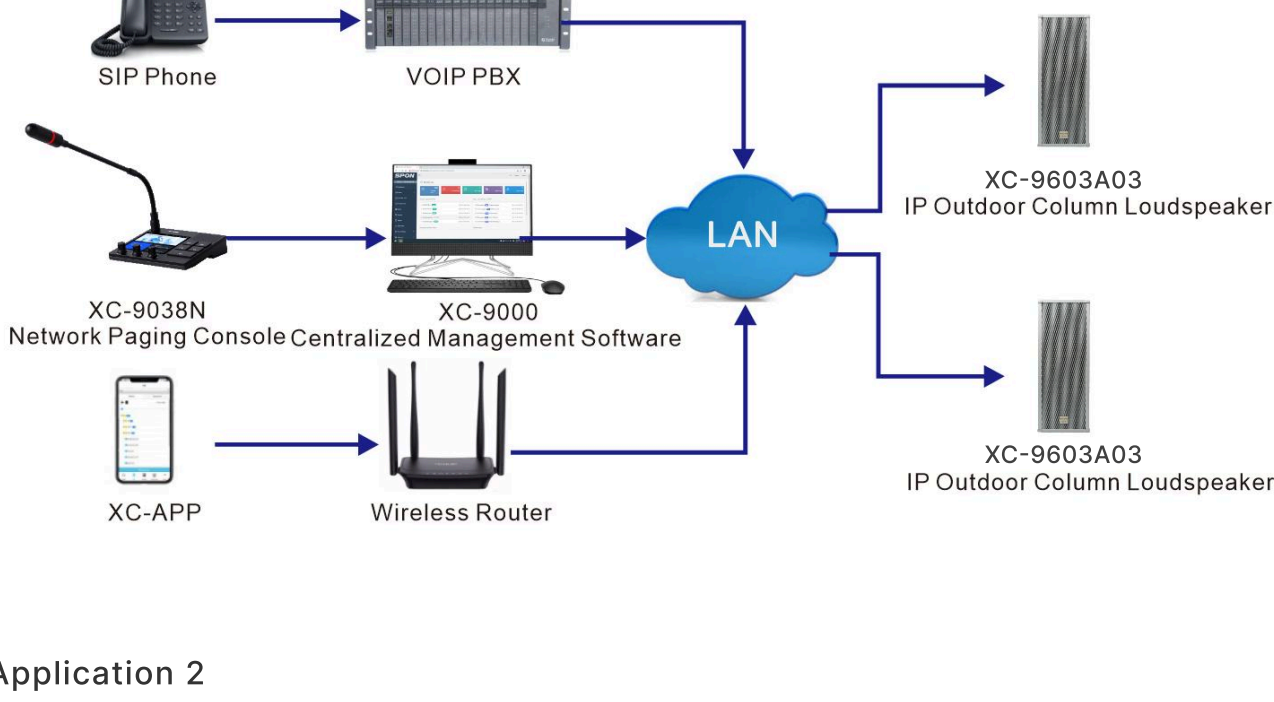 SIP Phone
VOIP PBX
SPON
LAN
XC-9603A03
IP Outdoor Column Loudspeaker
XC-9038N
Network Paging Console
XC-9000
Centralized Management Software
XC-9603A03
IP Outdoor Column Loudspeaker
XC-APP
Wireless Router
Application 2